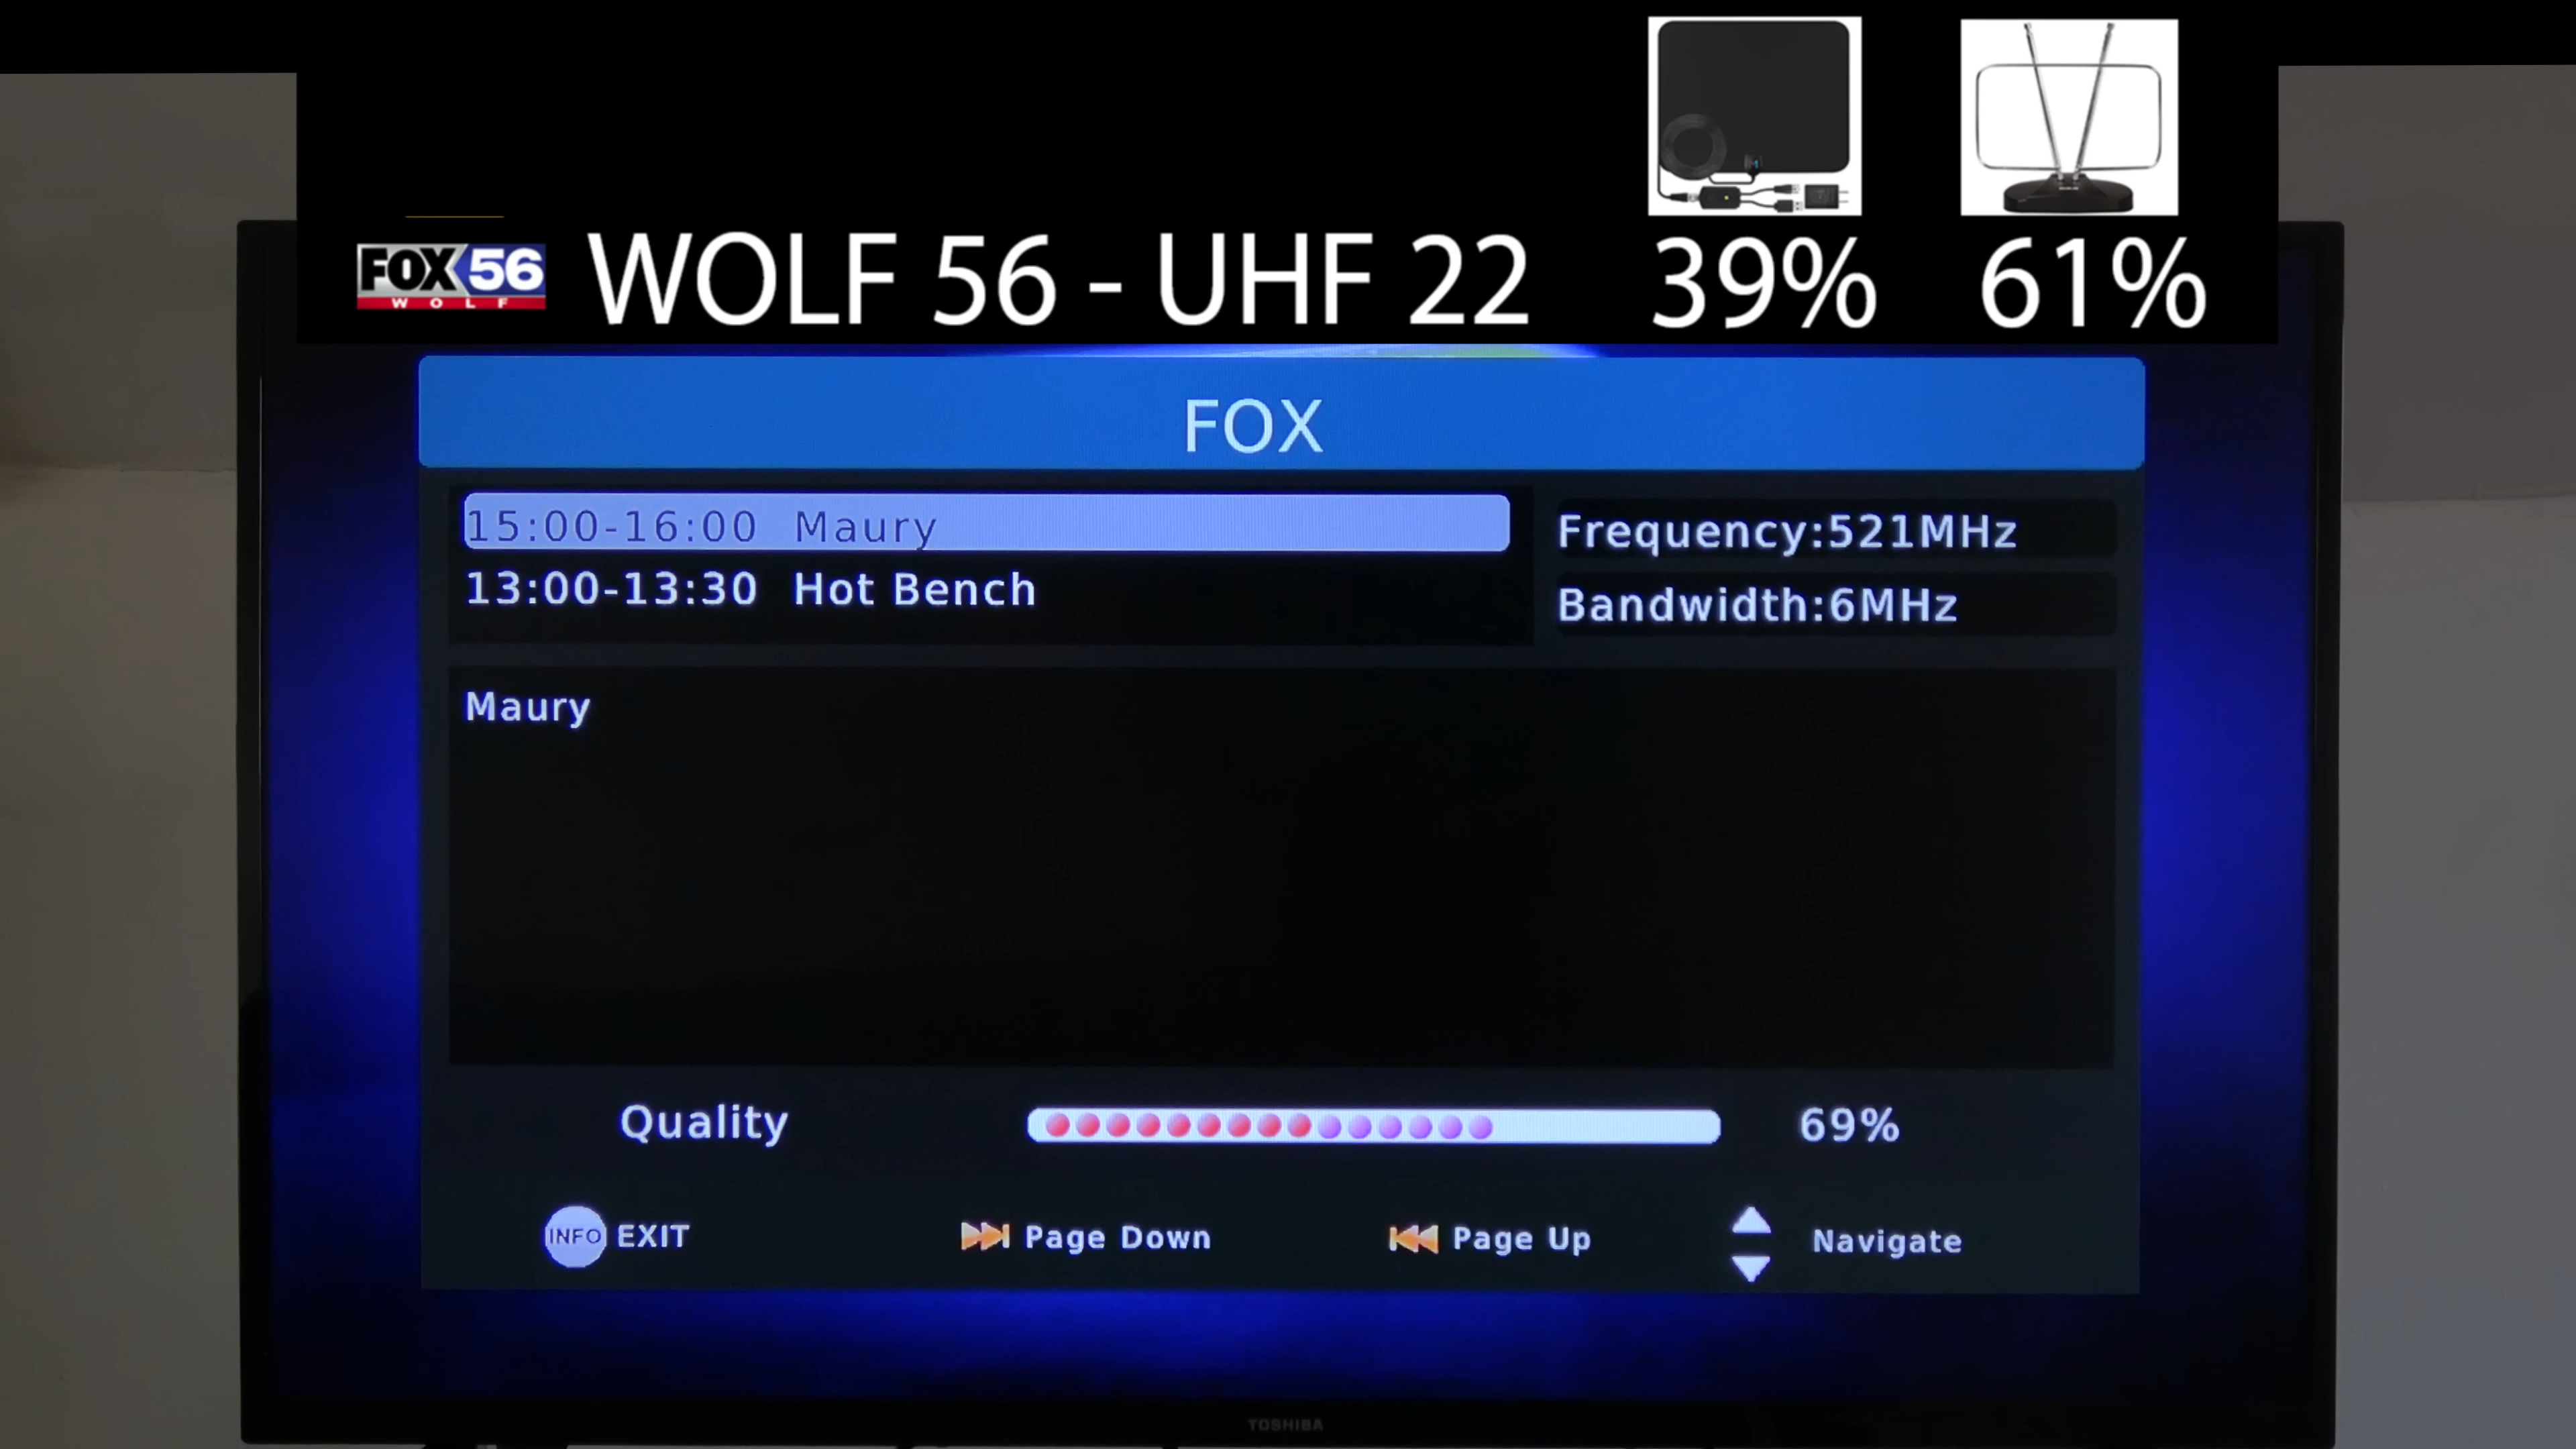 FOX 56
WOLF
WOLF 56 - UHF 22
39%
61%
FOX
15:00-16:00 Maury
13:00-13:30 Hot Bench
Frequency:521MHz
Bandwidth:6MHz
Maury
Quality
69%
INFO EXIT
Page Down
Page Up
Navigate
TOSHIBA